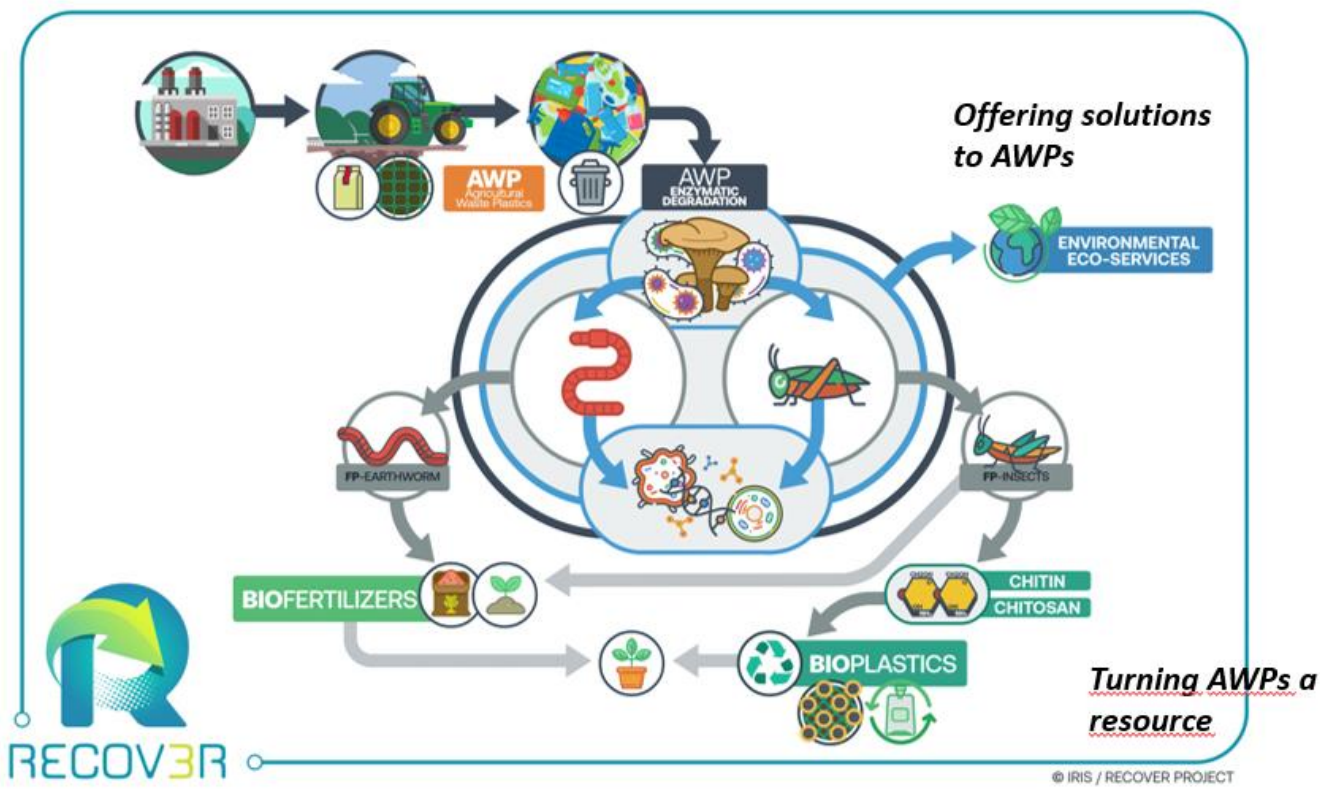 Offering solutions
to AWPs
AWP
Agricultural
Waste Plastics
AWP
ENZYMATIC
DEGRADATION
ENVIRONMENTAL
ECO-SERVICES
FP-EARTHWORM
FP-INSECTS
BIOFERTILIZERS
CHITIN
CHITOSAN
BIOPLASTICS
Turning AWPs a
resource
RECOV3R
© IRIS / RECOVER PROJECT